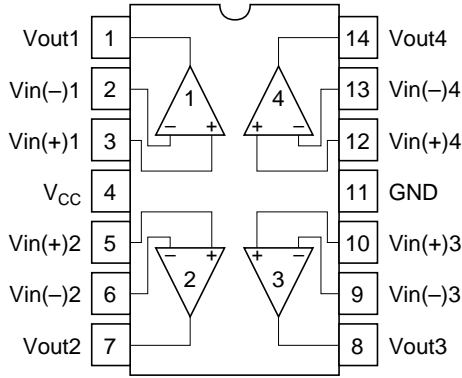 Vout1 1 14 Vout4
Vin(–)1 2 1 4 13 Vin(–)4
Vin(+)1 3 – + + – 12 Vin(+)4
VCC 4 11 GND
Vin(+)2 5 – + + – 10 Vin(+)3
Vin(–)2 6 2 3 9 Vin(–)3
Vout2 7 8 Vout3